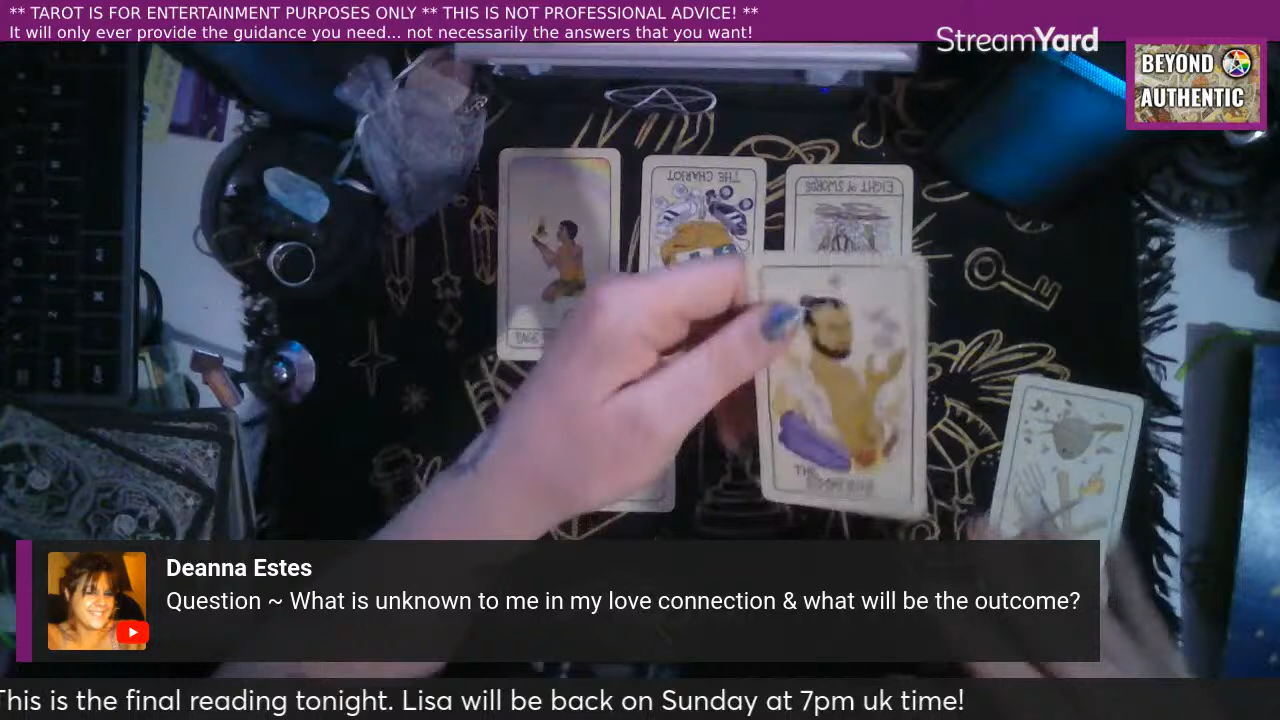 ** TAROT IS FOR ENTERTAINMENT PURPOSES ONLY ** THIS IS NOT PROFESSIONAL ADVICE! **
It will only ever provide the guidance you need... not necessarily the answers that you want!
StreamYard
BEYOND
AUTHENTIC
THE CHARIOT
EIGHT of SWORDS
THE
Deanna Estes
Question ~ What is unknown to me in my love connection & what will be the outcome?
This is the final reading tonight. Lisa will be back on Sunday at 7pm uk time!